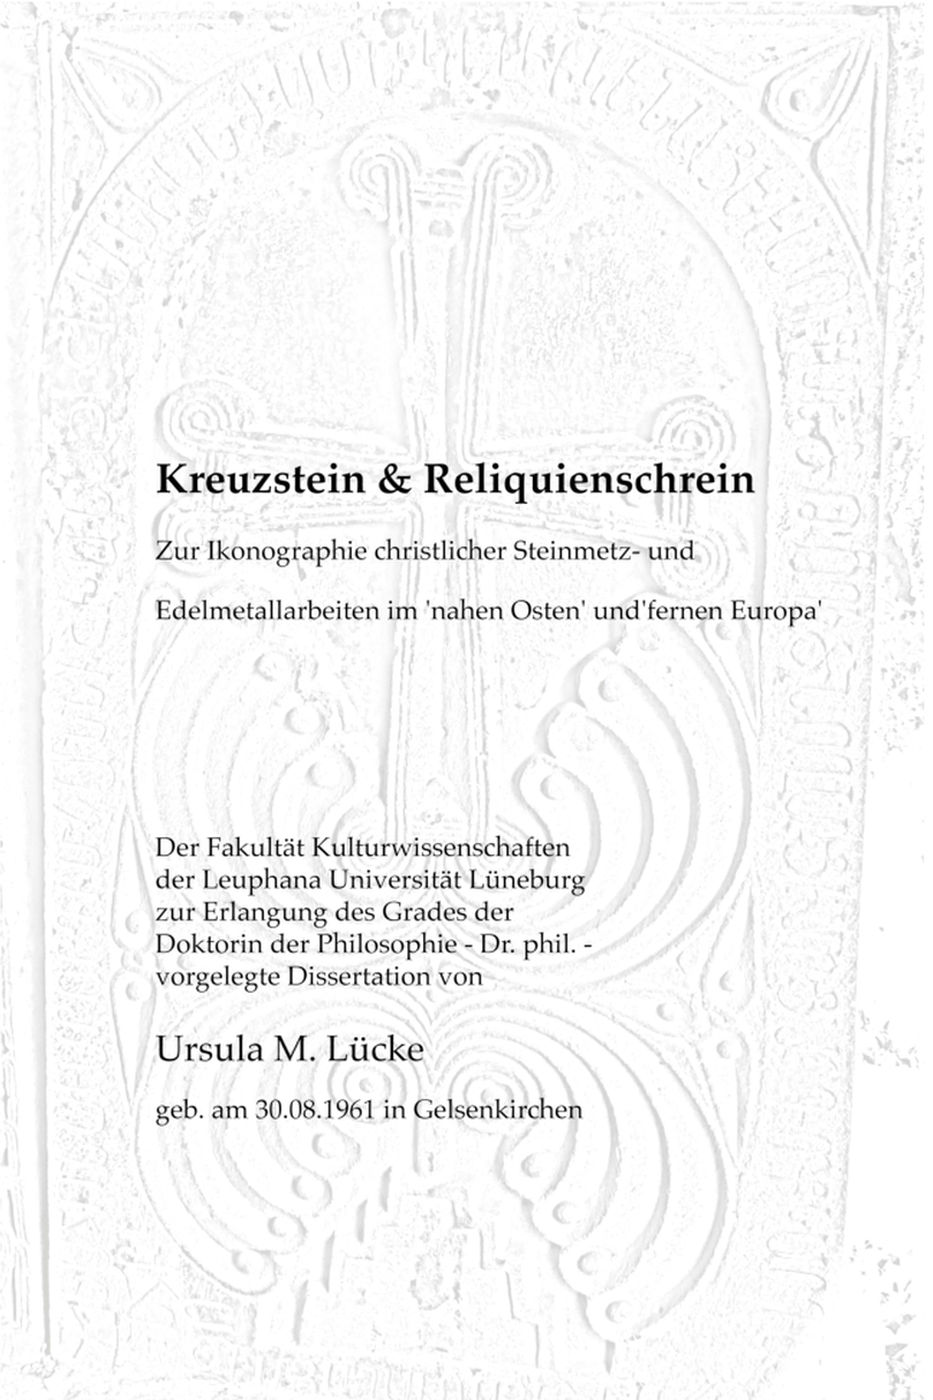 Kreuzstein & Reliquienschrein
Zur Ikonographie christlicher Steinmetz- und
Edelmetallarbeiten im 'nahen Osten' und'fernen Europa'
Der Fakultät Kulturwissenschaften
der Leuphana Universität Lüneburg
zur Erlangung des Grades der
Doktorin der Philosophie - Dr. phil. -
vorgelegte Dissertation von
Ursula M. Lücke
geb. am 30.08.1961 in Gelsenkirchen